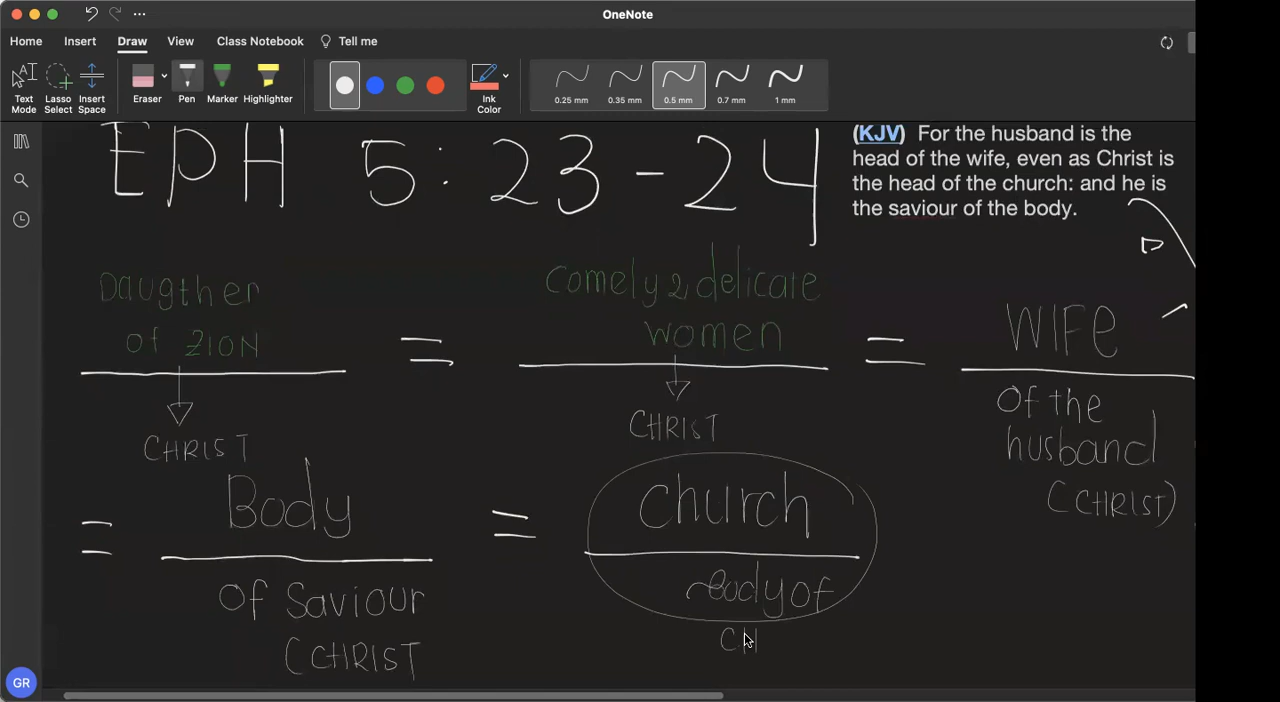 OneNote
Home Insert Draw View Class Notebook Tell me
Text Mode
Lasso Select
Insert Space
Eraser
Pen
Marker
Highlighter
Ink Color
0.25 mm
0.35 mm
0.5 mm
0.7 mm
1 mm
EPH 5:23-24
(KJV) For the husband is the
head of the wife, even as Christ is
the head of the church: and he is
the saviour of the body.
Daugther
of ZION
CHRIST
=
Comely & delicate
women
CHRIST
=
WIFe
Of the
husband
(CHRIST)
=
Body
of Saviour
(CHRIST
=
Church
body of
CH
GR